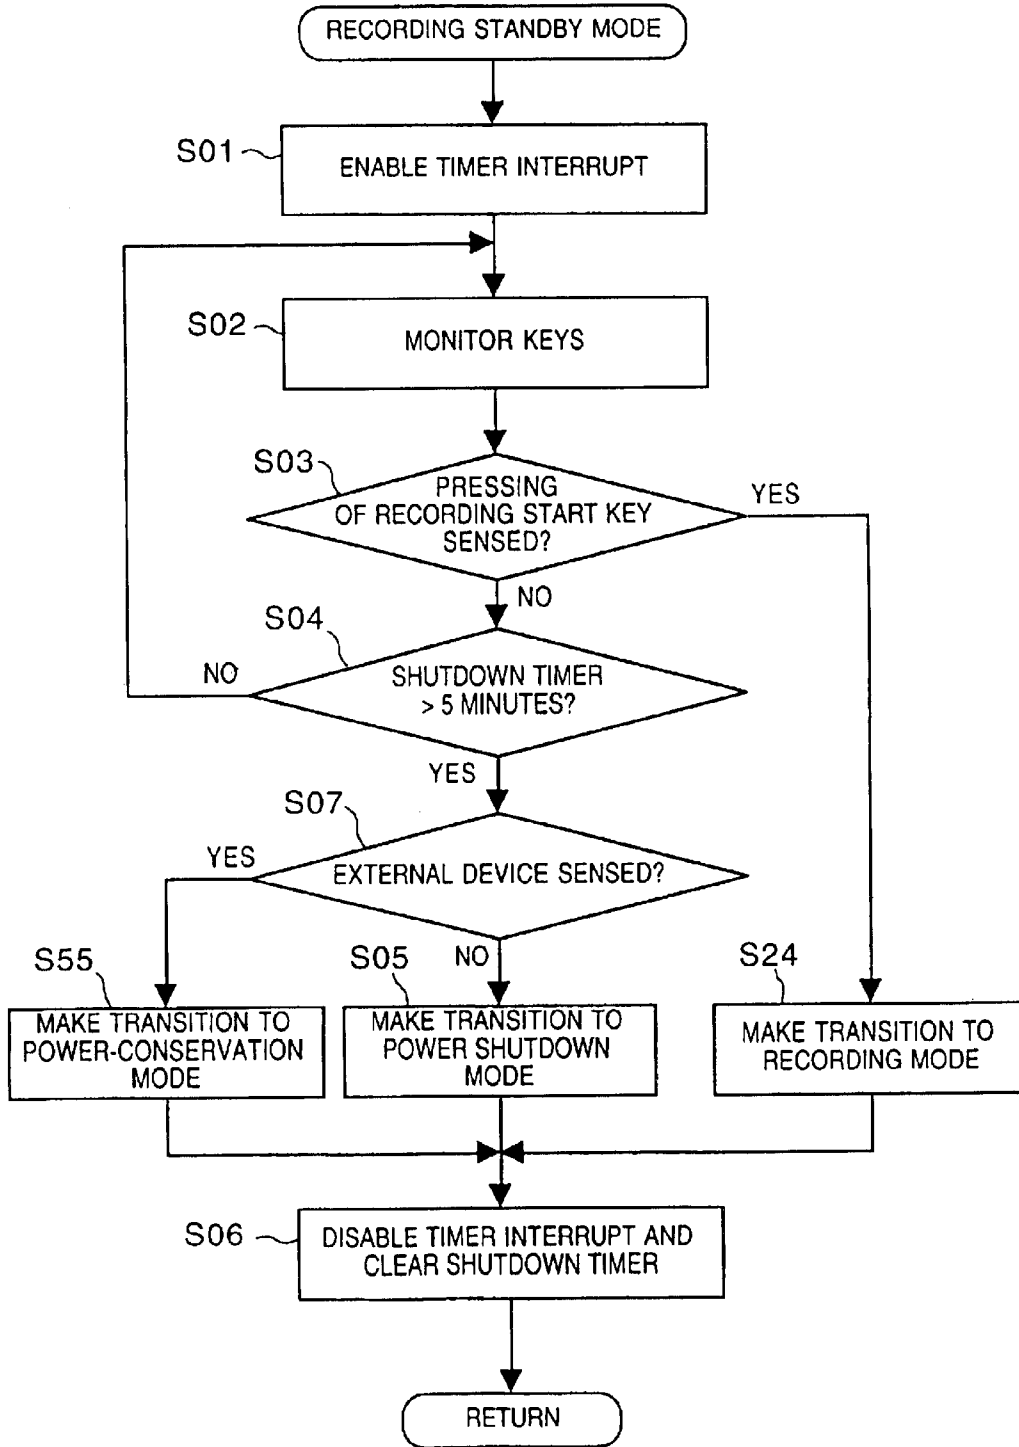 RECORDING STANDBY MODE
S01
ENABLE TIMER INTERRUPT
S02
MONITOR KEYS
S03
PRESSING
OF RECORDING START KEY
SENSED?
YES
NO
S04
NO
SHUTDOWN TIMER
> 5 MINUTES?
YES
S07
YES
EXTERNAL DEVICE SENSED?
NO
S55
MAKE TRANSITION TO
POWER-CONSERVATION
MODE
S05
MAKE TRANSITION TO
POWER SHUTDOWN
MODE
S24
MAKE TRANSITION TO
RECORDING MODE
S06
DISABLE TIMER INTERRUPT AND
CLEAR SHUTDOWN TIMER
RETURN